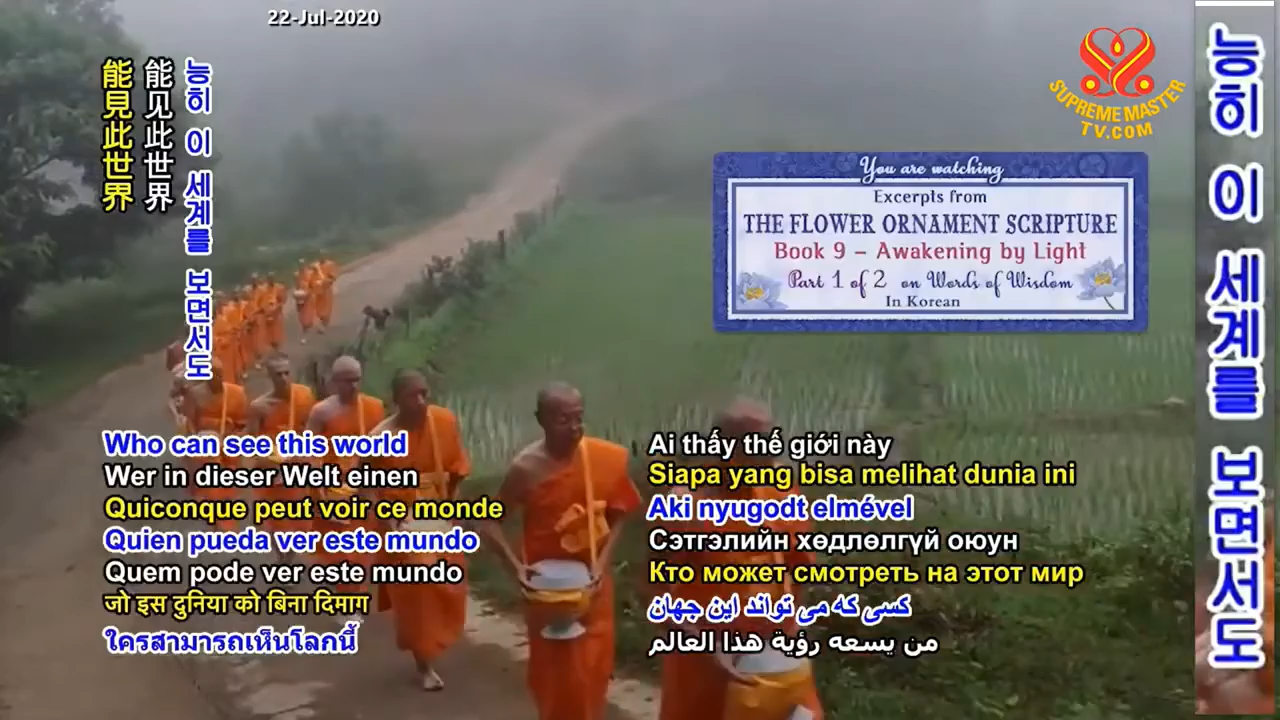 22-Jul-2020
能見此世界
能见此世界
능히 이 세계를 보면서도
SUPREME MASTER
TV.COM
You are watching
Excerpts from
THE FLOWER ORNAMENT SCRIPTURE
Book 9 – Awakening by Light
Part 1 of 2 on Words of Wisdom
In Korean
Who can see this world
Wer in dieser Welt einen
Quiconque peut voir ce monde
Quien pueda ver este mundo
Quem pode ver este mundo
जो इस दुनिया को बिना दिमाग
ใครสามารถเห็นโลกนี้
Ai thấy thế giới này
Siapa yang bisa melihat dunia ini
Aki nyugodt elmével
Сэтгэлийн хөдлөлгүй оюун
Кто может смотреть на этот мир
کسی که می تواند این جهان
من يسعه رؤية هذا العالم
능히 이 세계를 보면서도